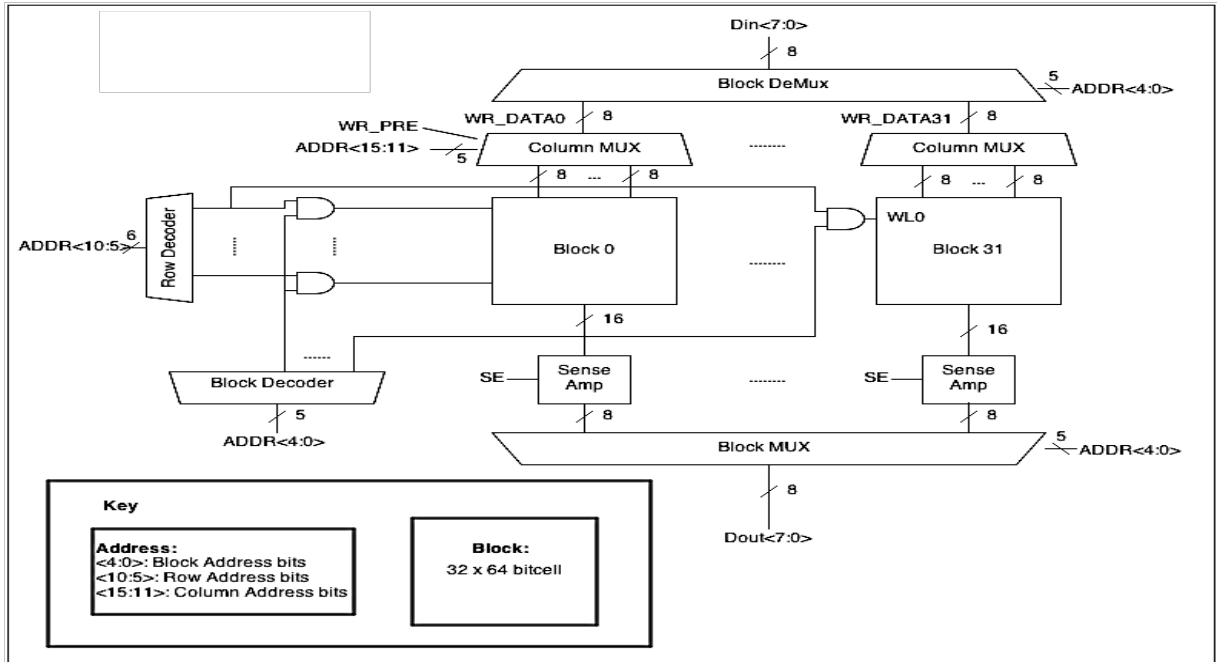 Din<7:0>
8
Block DeMux
5
ADDR<4:0>
WR_DATA0
8
WR_DATA31
8
WR_PRE
ADDR<15:11>
5
Column MUX
........
Column MUX
8 ... 8
8 ... 8
ADDR<10:5>
6
Row Decoder
Block 0
WL0
Block 31
16
16
Block Decoder
5
ADDR<4:0>
SE
Sense
Amp
SE
Sense
Amp
8
8
Block MUX
5
ADDR<4:0>
8
Dout<7:0>
Key
Address:
<4:0>: Block Address bits
<10:5>: Row Address bits
<15:11>: Column Address bits
Block:
32 x 64 bitcell